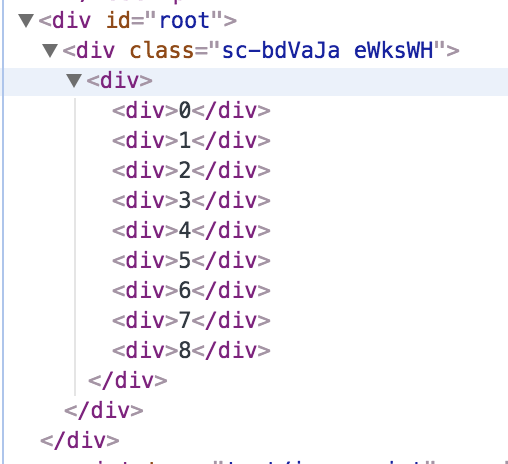 ▼<div id="root">
▼<div class="sc-bdVaJa eWksWH">
▼<div>
<div>0</div>
<div>1</div>
<div>2</div>
<div>3</div>
<div>4</div>
<div>5</div>
<div>6</div>
<div>7</div>
<div>8</div>
</div>
</div>
</div>